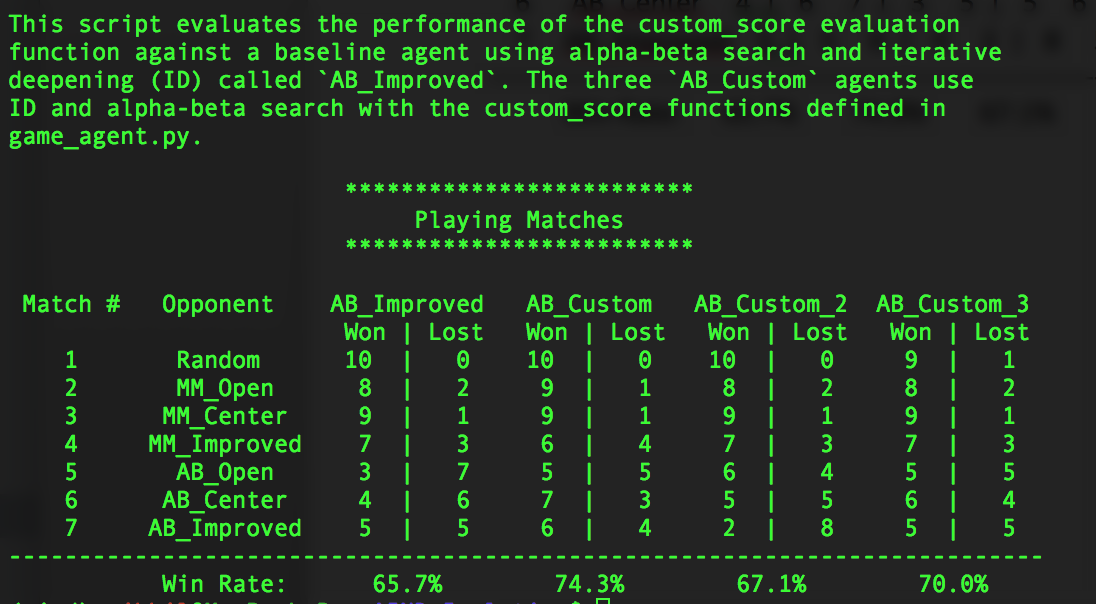 This script evaluates the performance of the custom_score evaluation
function against a baseline agent using alpha-beta search and iterative
deepening (ID) called `AB_Improved`. The three `AB_Custom` agents use
ID and alpha-beta search with the custom_score functions defined in
game_agent.py.
*************************
Playing Matches
*************************
Match # Opponent AB_Improved AB_Custom AB_Custom_2 AB_Custom_3
Won | Lost Won | Lost Won | Lost Won | Lost
1 Random 10 | 0 10 | 0 10 | 0 9 | 1
2 MM_Open 8 | 2 9 | 1 8 | 2 8 | 2
3 MM_Center 9 | 1 9 | 1 9 | 1 9 | 1
4 MM_Improved 7 | 3 6 | 4 7 | 3 7 | 3
5 AB_Open 3 | 7 5 | 5 6 | 4 5 | 5
6 AB_Center 4 | 6 7 | 3 5 | 5 6 | 4
7 AB_Improved 5 | 5 6 | 4 2 | 8 5 | 5
--------------------------------------------------------------------------
Win Rate: 65.7% 74.3% 67.1% 70.0%